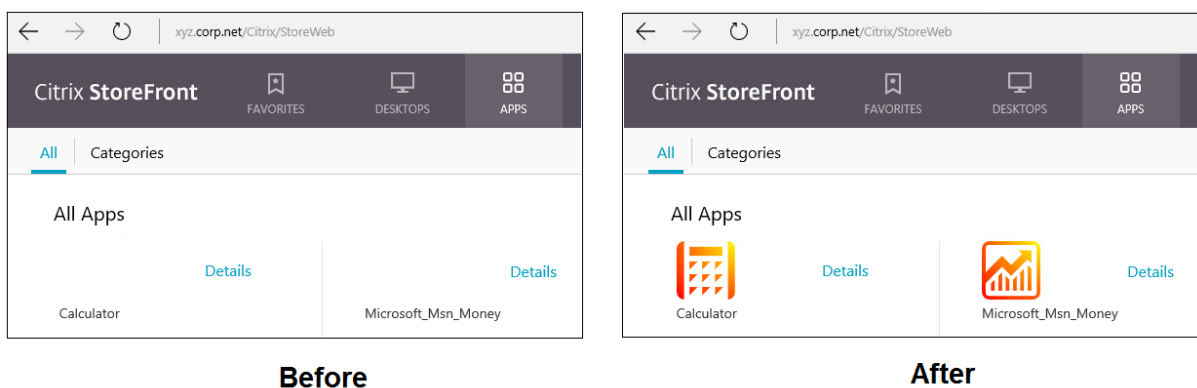 xyz.corp.net/Citrix/StoreWeb
Citrix StoreFront
FAVORITES
DESKTOPS
APPS
All
Categories
All Apps
Details
Details
Calculator
Microsoft_Msn_Money
Before
xyz.corp.net/Citrix/StoreWeb
Citrix StoreFront
FAVORITES
DESKTOPS
APPS
All
Categories
All Apps
Details
Details
Calculator
Microsoft_Msn_Money
After